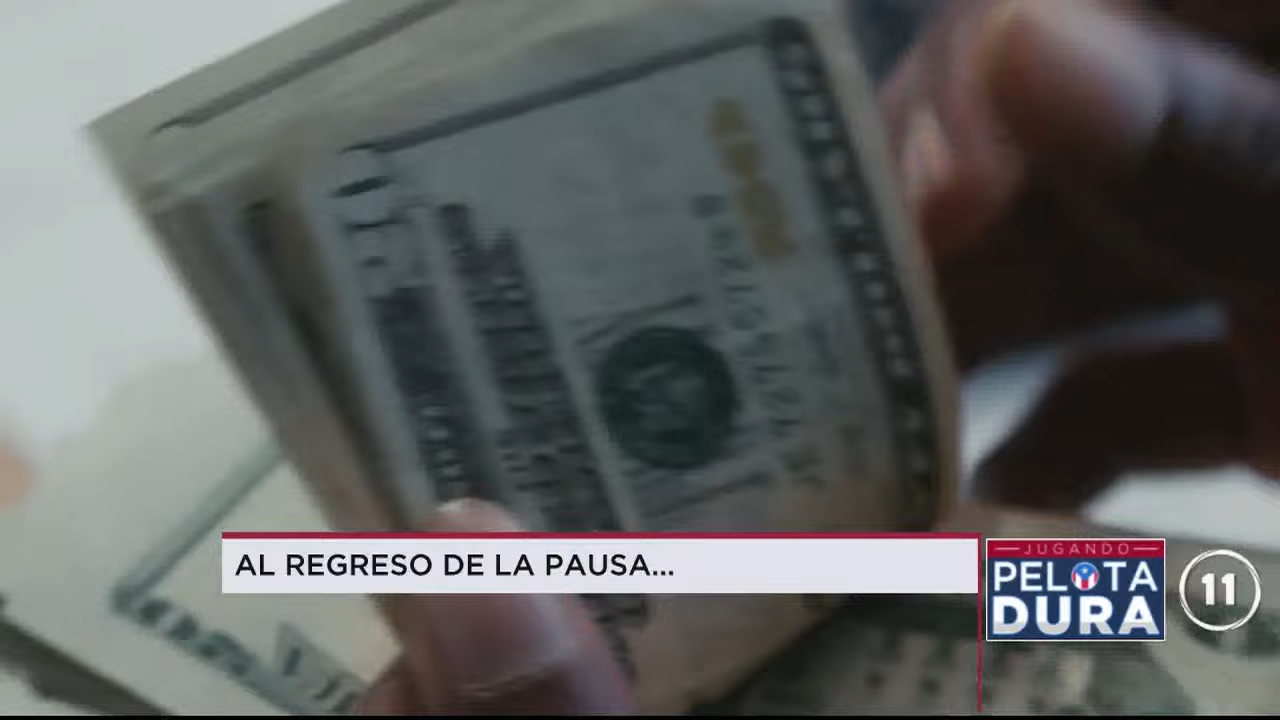 AL REGRESO DE LA PAUSA...
JUGANDO
PELOTA
DURA
11